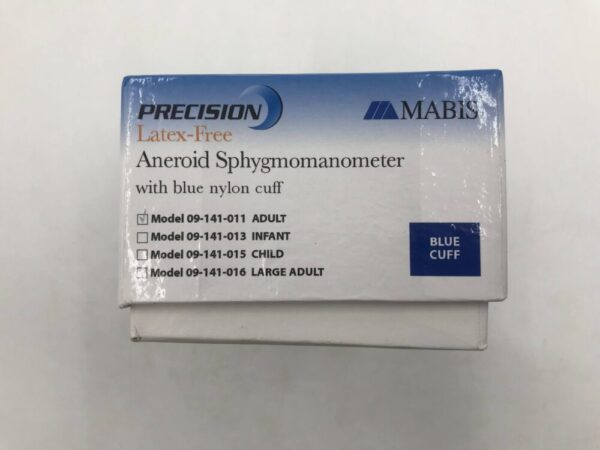 PRECISION
MABIS
Latex-Free
Aneroid Sphygmomanometer
with blue nylon cuff
Model 09-141-011 ADULT
Model 09-141-013 INFANT
Model 09-141-015 CHILD
Model 09-141-016 LARGE ADULT
BLUE
CUFF